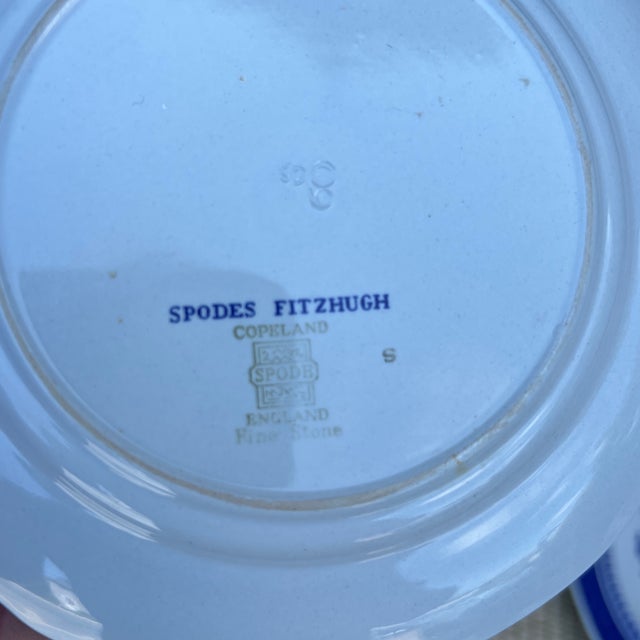 SPODES FITZHUGH
COPELAND
SPODE
S
ENGLAND
Fine Stone